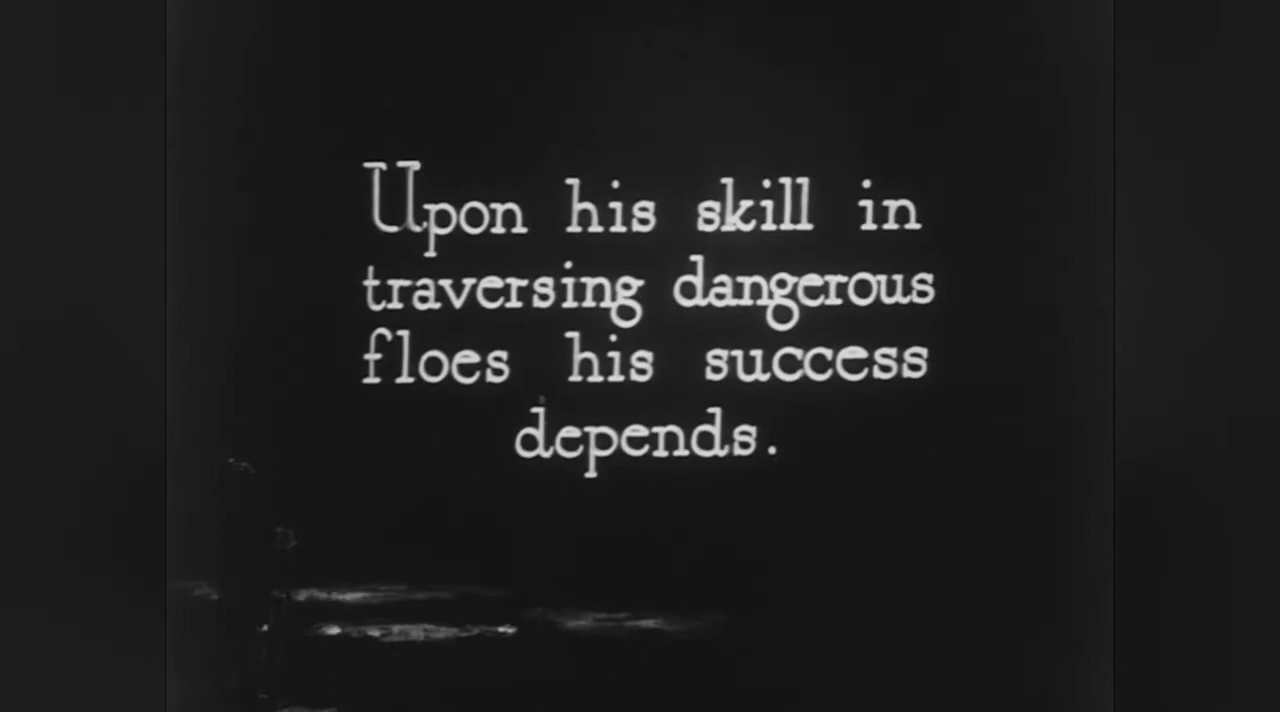 Upon his skill in
traversing dangerous
floes his success
depends.